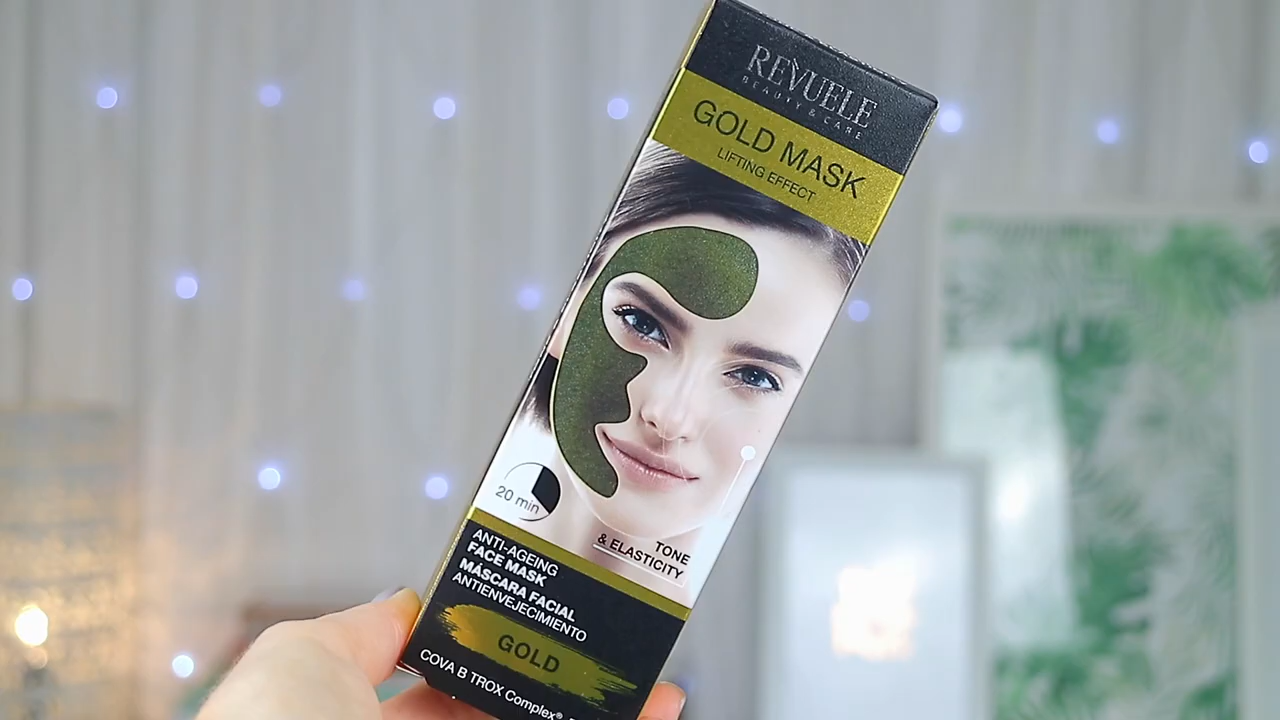 REVUELE
BEAUTY & CARE
GOLD MASK
LIFTING EFFECT
20 min
TONE
& ELASTICITY
ANTI-AGEING
FACE MASK
MÁSCARA FACIAL
ANTIENVEJECIMIENTO
GOLD
COVA B TROX Complex®